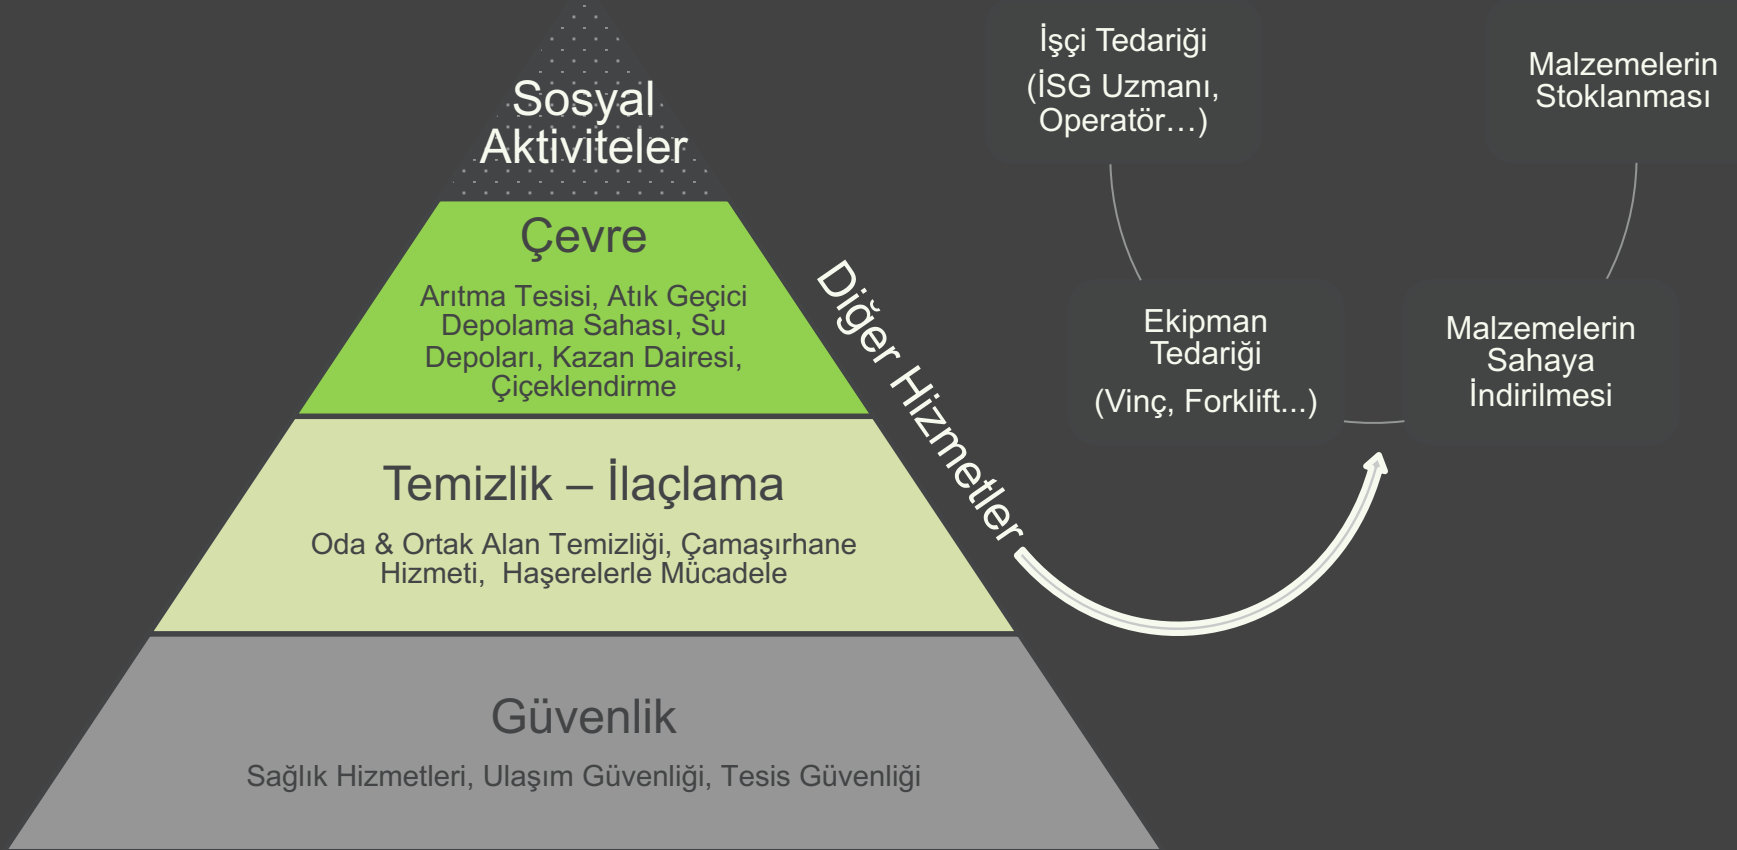 Sosyal
Aktiviteler
Çevre
Arıtma Tesisi, Atık Geçici
Depolama Sahası, Su
Depoları, Kazan Dairesi,
Çiçeklendirme
Temizlik – İlaçlama
Oda & Ortak Alan Temizliği, Çamaşırhane
Hizmeti,  Haşerelerle Mücadele
Güvenlik
Sağlık Hizmetleri, Ulaşım Güvenliği, Tesis Güvenliği
Diğer Hizmetler
İşçi Tedariği
(İSG Uzmanı,
Operatör…)
Ekipman
Tedariği
(Vinç, Forklift...)
Malzemelerin
Sahaya
İndirilmesi
Malzemelerin
Stoklanması